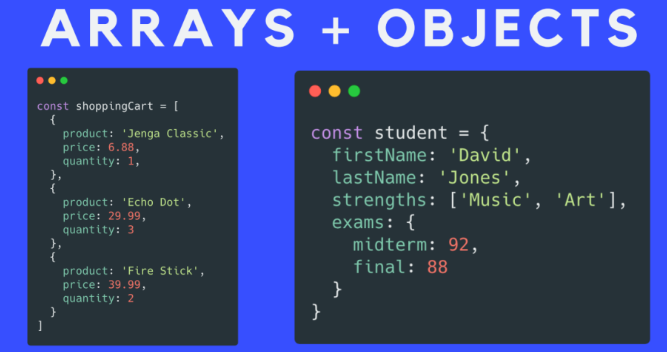 ARRAYS + OBJECTS
const shoppingCart = [
  {
    product: 'Jenga Classic',
    price: 6.88,
    quantity: 1,
  },
  {
    product: 'Echo Dot',
    price: 29.99,
    quantity: 3
  },
  {
    product: 'Fire Stick',
    price: 39.99,
    quantity: 2
  }
]
const student = {
  firstName: 'David',
  lastName: 'Jones',
  strengths: ['Music', 'Art'],
  exams: {
    midterm: 92,
    final: 88
  }
}